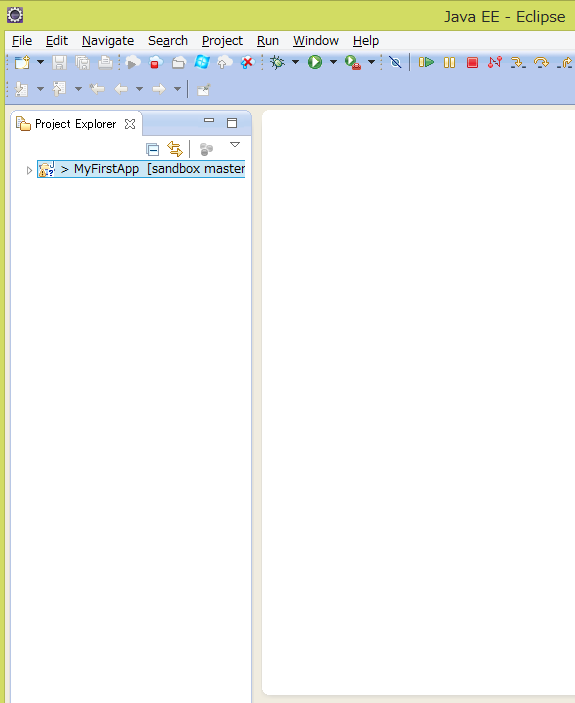 Java EE - Eclipse
File Edit Navigate Search Project Run Window Help
Project Explorer
> MyFirstApp [sandbox master